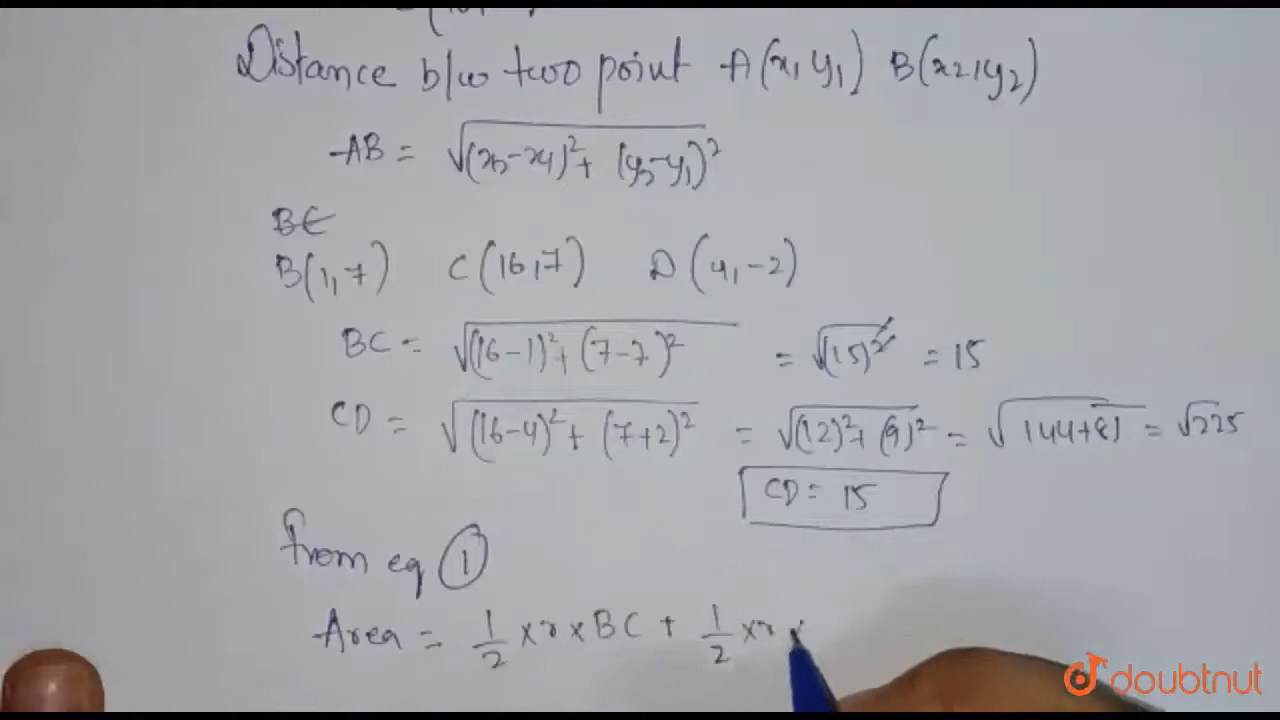 Distance b/w two point A(x1 y1) B(x2, y2)
AB = √(x2-x1)²+ (y2-y1)²
BC
B(1,7) C(16,7) D(4,-2)
BC = √(16-1)²+(7-7)² = √(15)² = 15
CD = √(16-4)²+ (7+2)² = √(12)²+ (9)² = √144+81 = √225
CD = 15
from eq ①
Area = 1/2 ×r×BC + 1/2 ×r
doubtnut